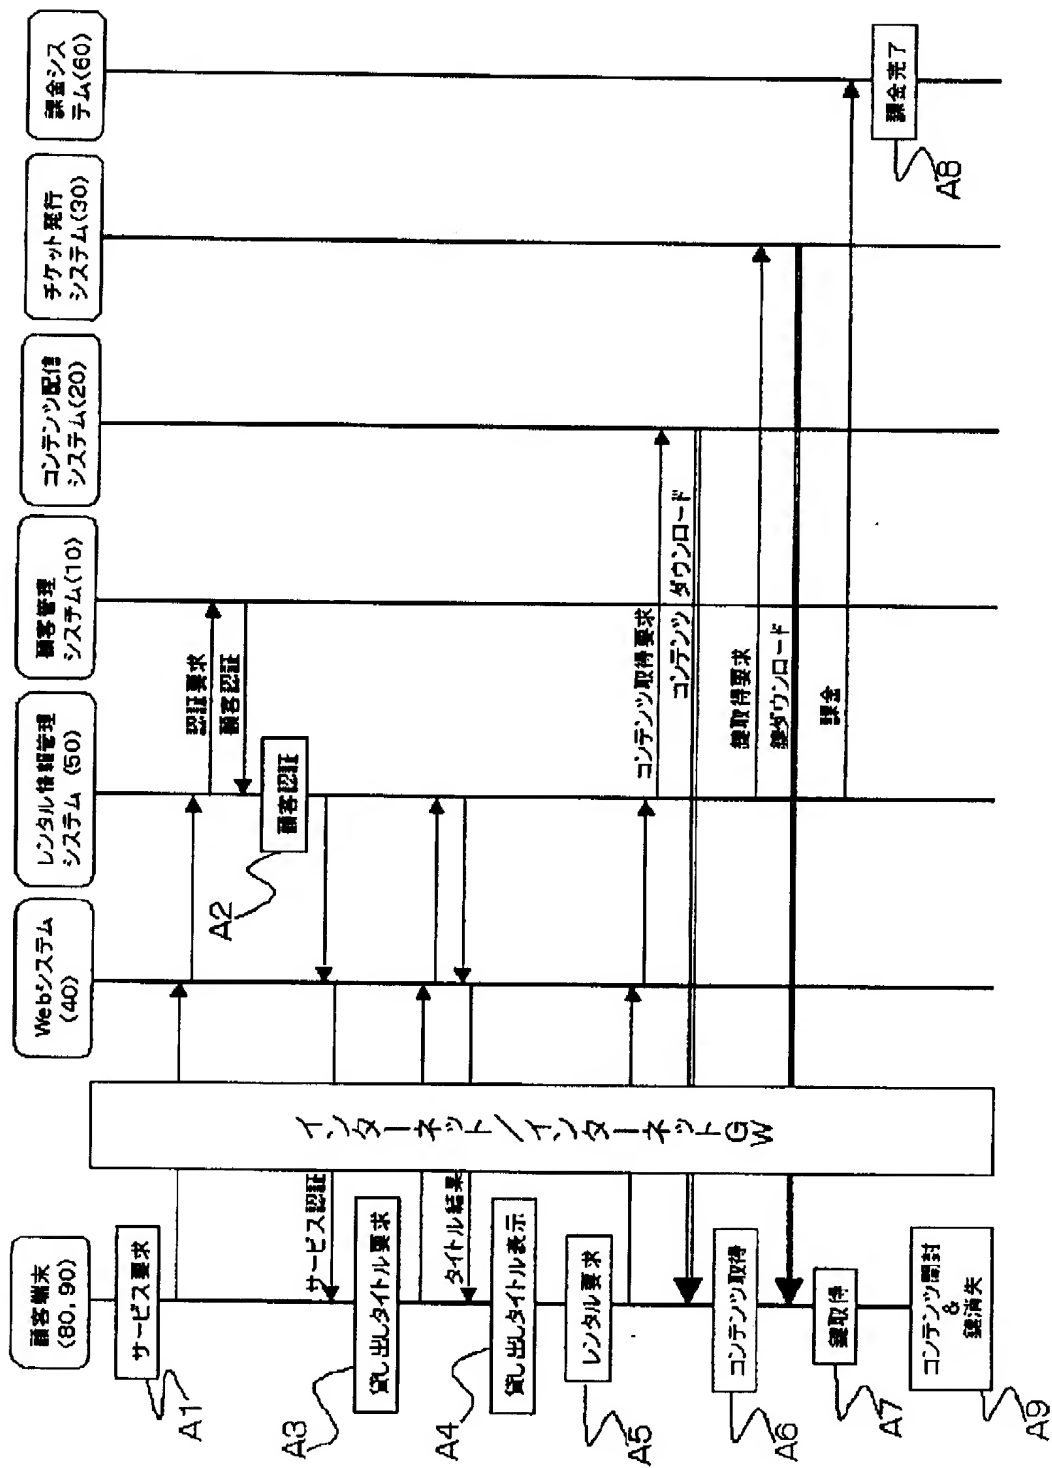 顧客端末
(80, 90)
Webシステム
(40)
レンタル情報管理
システム (50)
顧客管理
システム(10)
コンテンツ配信
システム(20)
チケット発行
システム(30)
課金シス
テム(60)
サービス要求
A1
認証要求
顧客認証
顧客認証
A2
サービス認証
貸し出しタイトル要求
A3
タイトル結果
貸し出しタイトル表示
A4
レンタル要求
A5
コンテンツ取得要求
コンテンツ ダウンロード
コンテンツ取得
A6
鍵取得要求
鍵ダウンロード
鍵取得
A7
課金
課金完了
A8
コンテンツ開封
&
鍵消失
A9
インターネット/インターネットGW